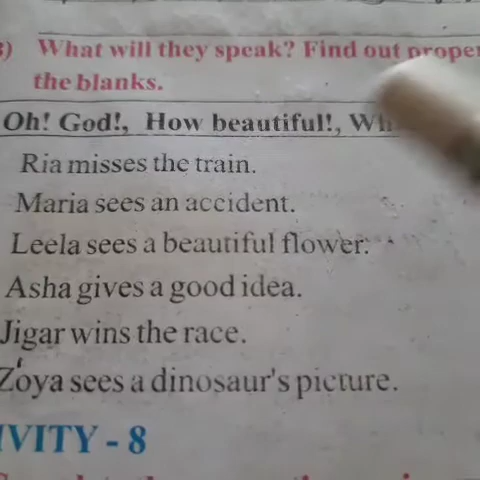 3) What will they speak? Find out proper
the blanks.
Oh! God!, How beautiful!,
Ria misses the train.
Maria sees an accident.
Leela sees a beautiful flower.
Asha gives a good idea.
Jigar wins the race.
Zoya sees a dinosaur's picture.
IVITY - 8